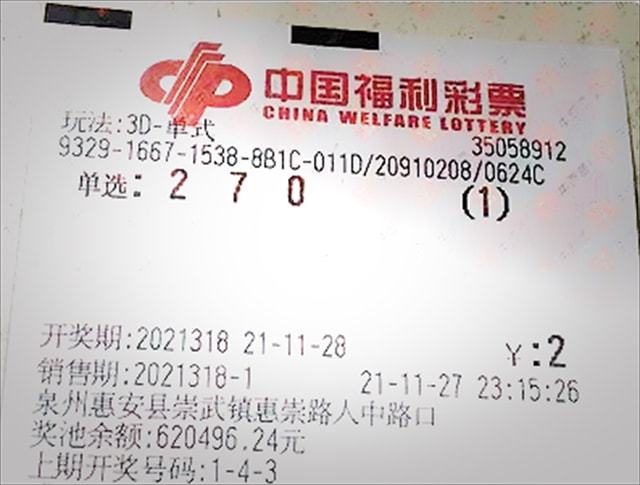 中国福利彩票
CHINA WELFARE LOTTERY
玩法:3D-单式 35058912
9329-1667-1538-8B1C-011D/20910208/0624C
单选: 2 7 0 (1)
开奖期:2021318 21-11-28 ¥:2
销售期:2021318-1 21-11-27 23:15:26
泉州惠安县崇武镇惠崇路人中路口
奖池余额:620496.24元
上期开奖号码:1-4-3